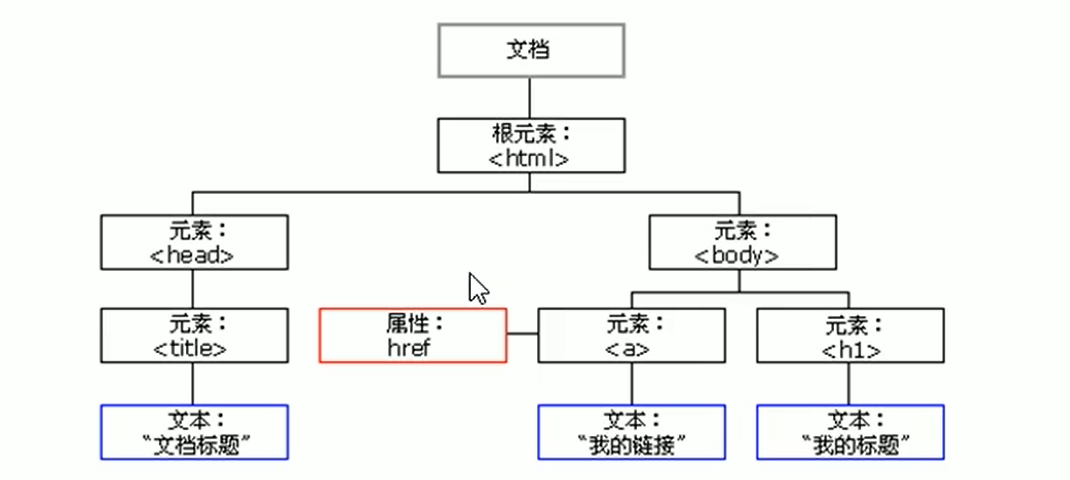 文档
根元素：
<html>
元素：
<head>
元素：
<body>
元素：
<title>
属性：
href
元素：
<a>
元素：
<h1>
文本：
“文档标题”
文本：
“我的链接”
文本：
“我的标题”